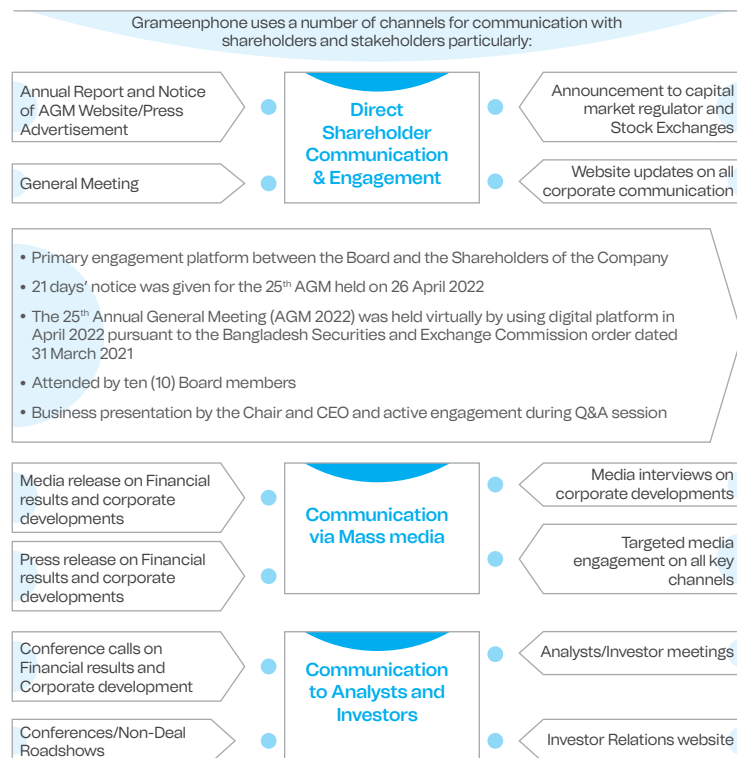 Grameenphone uses a number of channels for communication with
shareholders and stakeholders particularly:
Annual Report and Notice
of AGM Website/Press
Advertisement
General Meeting
Direct
Shareholder
Communication
& Engagement
Announcement to capital
market regulator and
Stock Exchanges
Website updates on all
corporate communication
• Primary engagement platform between the Board and the Shareholders of the Company
• 21 days' notice was given for the 25th AGM held on 26 April 2022
• The 25th Annual General Meeting (AGM 2022) was held virtually by using digital platform in
April 2022 pursuant to the Bangladesh Securities and Exchange Commission order dated
31 March 2021
• Attended by ten (10) Board members
• Business presentation by the Chair and CEO and active engagement during Q&A session
Media release on Financial
results and corporate
developments
Press release on Financial
results and corporate
developments
Communication
via Mass media
Media interviews on
corporate developments
Targeted media
engagement on all key
channels
Conference calls on
Financial results and
Corporate development
Conferences/Non-Deal
Roadshows
Communication
to Analysts and
Investors
Analysts/Investor meetings
Investor Relations website